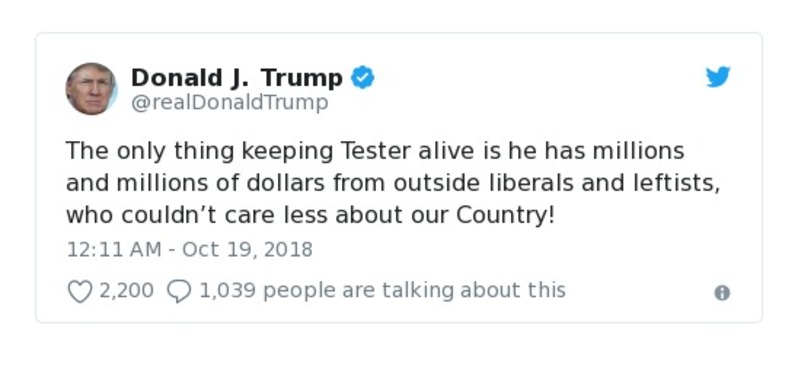 Donald J. Trump
@realDonaldTrump
The only thing keeping Tester alive is he has millions
and millions of dollars from outside liberals and leftists,
who couldn’t care less about our Country!
12:11 AM - Oct 19, 2018
2,200 1,039 people are talking about this